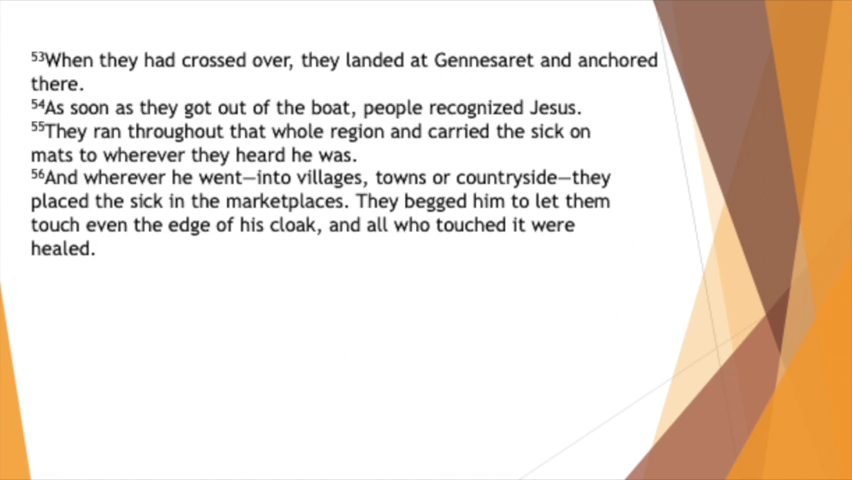 ⁵³When they had crossed over, they landed at Gennesaret and anchored
there.
⁵⁴As soon as they got out of the boat, people recognized Jesus.
⁵⁵They ran throughout that whole region and carried the sick on
mats to wherever they heard he was.
⁵⁶And wherever he went—into villages, towns or countryside—they
placed the sick in the marketplaces. They begged him to let them
touch even the edge of his cloak, and all who touched it were
healed.